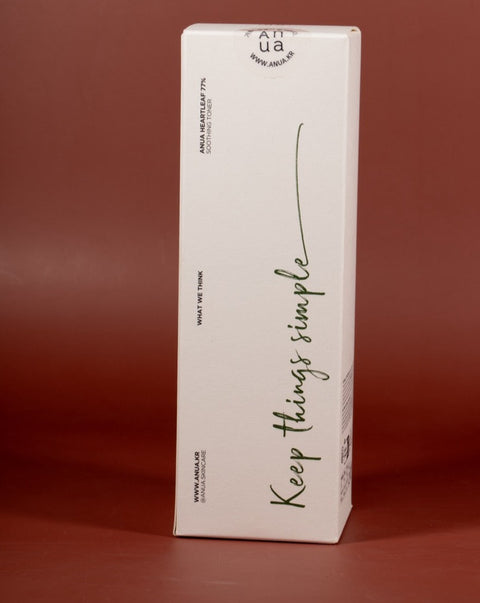 An
ua
WWW.ANUA.KR
ANUA HEARTLEAF 77%
SOOTHING TONER
WHAT WE THINK
WWW.ANUA.KR
@ANUA.SKINCARE
Keep things simple